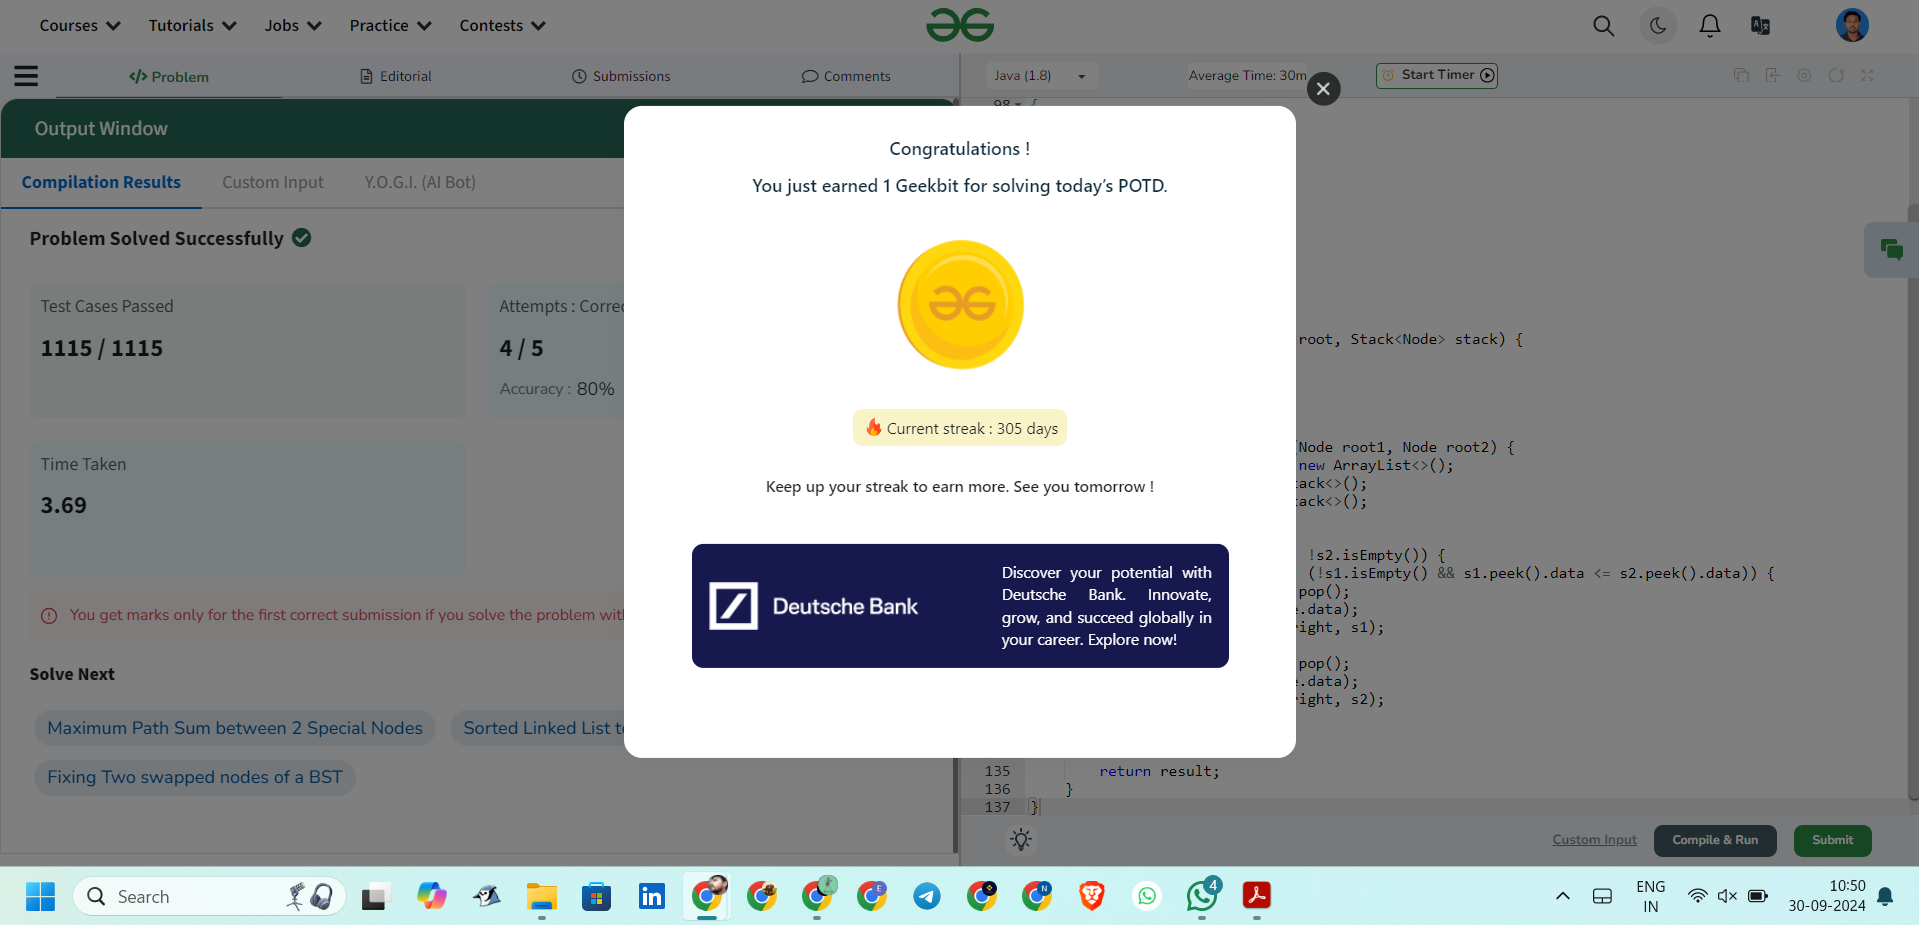 Courses Tutorials Jobs Practice Contests
Problem Editorial Submissions Comments
Java (1.8) Average Time: 30m Start Timer
Output Window
Compilation Results Custom Input Y.O.G.I. (AI Bot)
Problem Solved Successfully
Test Cases Passed
1115 / 1115
Attempts : Correc
4 / 5
Accuracy : 80%
Time Taken
3.69
You get marks only for the first correct submission if you solve the problem wit
Solve Next
Maximum Path Sum between 2 Special Nodes
Sorted Linked List t
Fixing Two swapped nodes of a BST
Congratulations !
You just earned 1 Geekbit for solving today's POTD.
Current streak : 305 days
Keep up your streak to earn more. See you tomorrow !
Deutsche Bank
Discover your potential with
Deutsche Bank. Innovate,
grow, and succeed globally in
your career. Explore now!
98 {
root, Stack<Node> stack) {
(Node root1, Node root2) {
new ArrayList<>();
tack<>();
tack<>();
!s2.isEmpty()) {
(!s1.isEmpty() && s1.peek().data <= s2.peek().data)) {
pop();
.data);
ight, s1);
pop();
.data);
ight, s2);
135 return result;
136 }
137 }
Custom Input Compile & Run Submit
Search
4
ENG
IN
10:50
30-09-2024